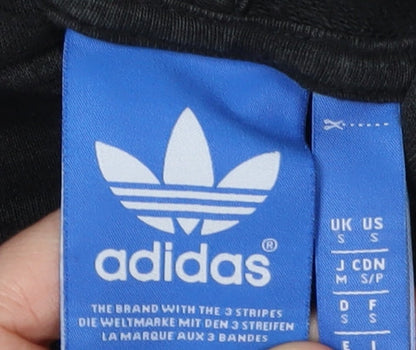 adidas®
THE BRAND WITH THE 3 STRIPES
DIE WELTMARKE MIT DEN 3 STREIFEN
LA MARQUE AUX 3 BANDES
UK US
S S
J CDN
M S/P
D F
S S
E I